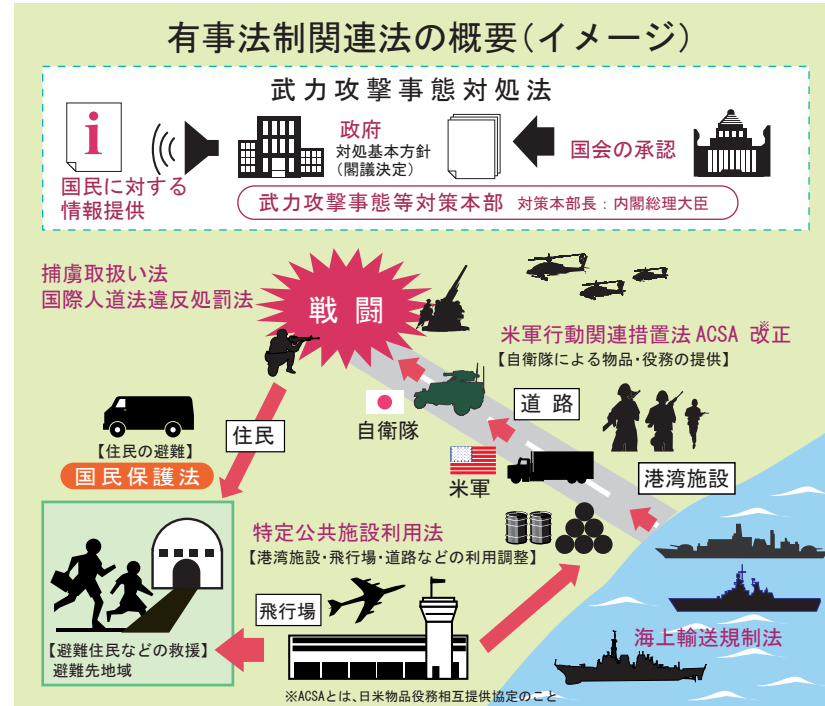 有事法制関連法の概要（イメージ）
武力攻撃事態対処法
i
国民に対する
情報提供
政府
対処基本方針
（閣議決定）
国会の承認
武力攻撃事態等対策本部 対策本部長：内閣総理大臣
捕虜取扱い法
国際人道法違反処罰法
戦闘
米軍行動関連措置法 ACSA※ 改正
【自衛隊による物品・役務の提供】
道路
自衛隊
住民
【住民の避難】
国民保護法
米軍
港湾施設
特定公共施設利用法
【港湾施設・飛行場・道路などの利用調整】
飛行場
海上輸送規制法
【避難住民などの救援】
避難先地域
※ACSAとは、日米物品役務相互提供協定のこと